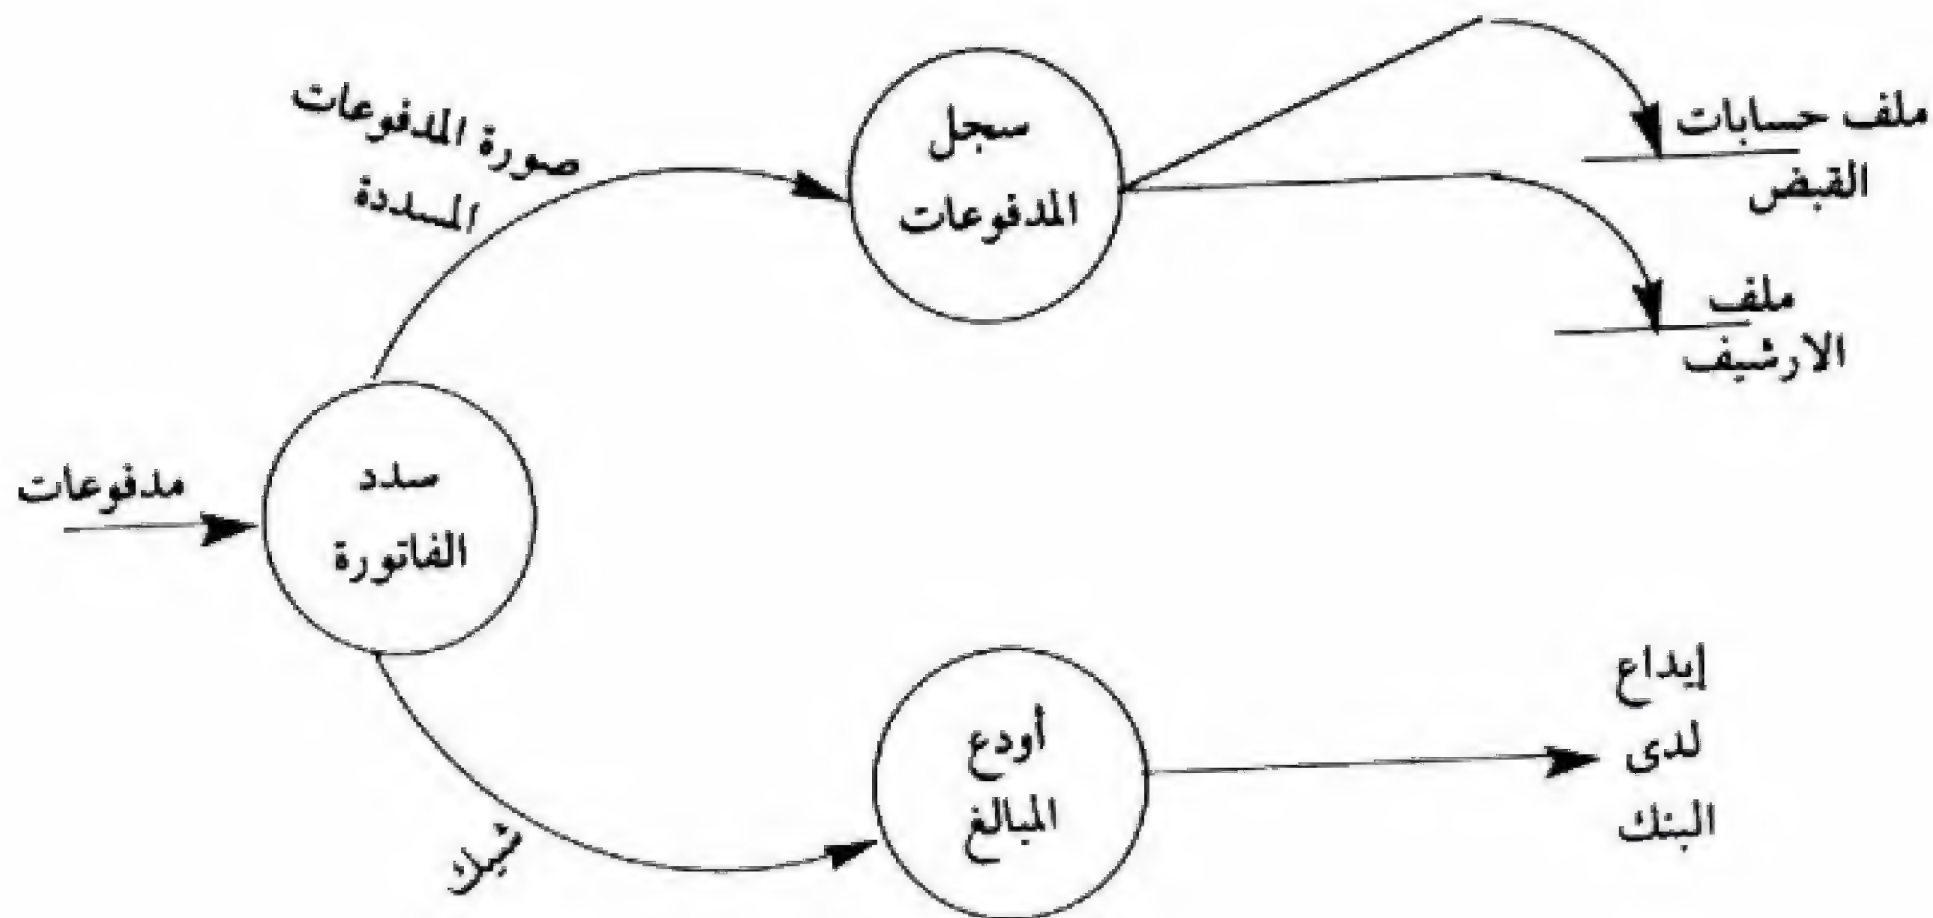 صورة المدفوعات
المسددة
سجل
المدفوعات
ملف حسابات
القبض
ملف
الارشيف
مدفوعات
سدد
الفاتورة
شيك
أودع
المبالغ
إيداع
لدى
البنك